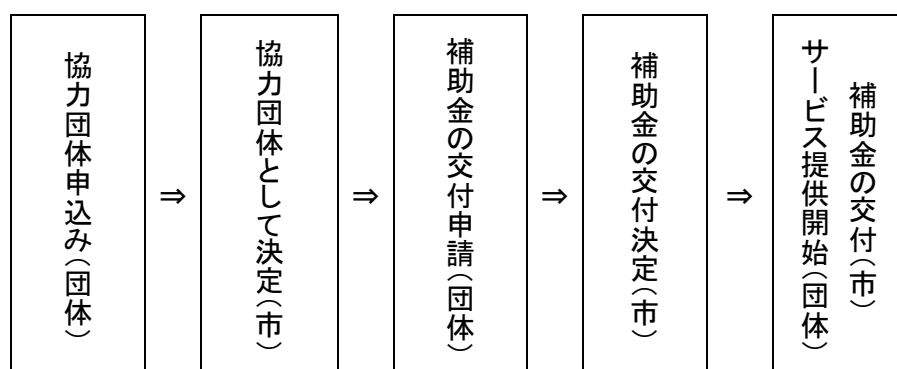 協力団体申込み（団体）
⇒
協力団体として決定（市）
⇒
補助金の交付申請（団体）
⇒
補助金の交付決定（市）
⇒
補助金の交付（市）
サービス提供開始（団体）